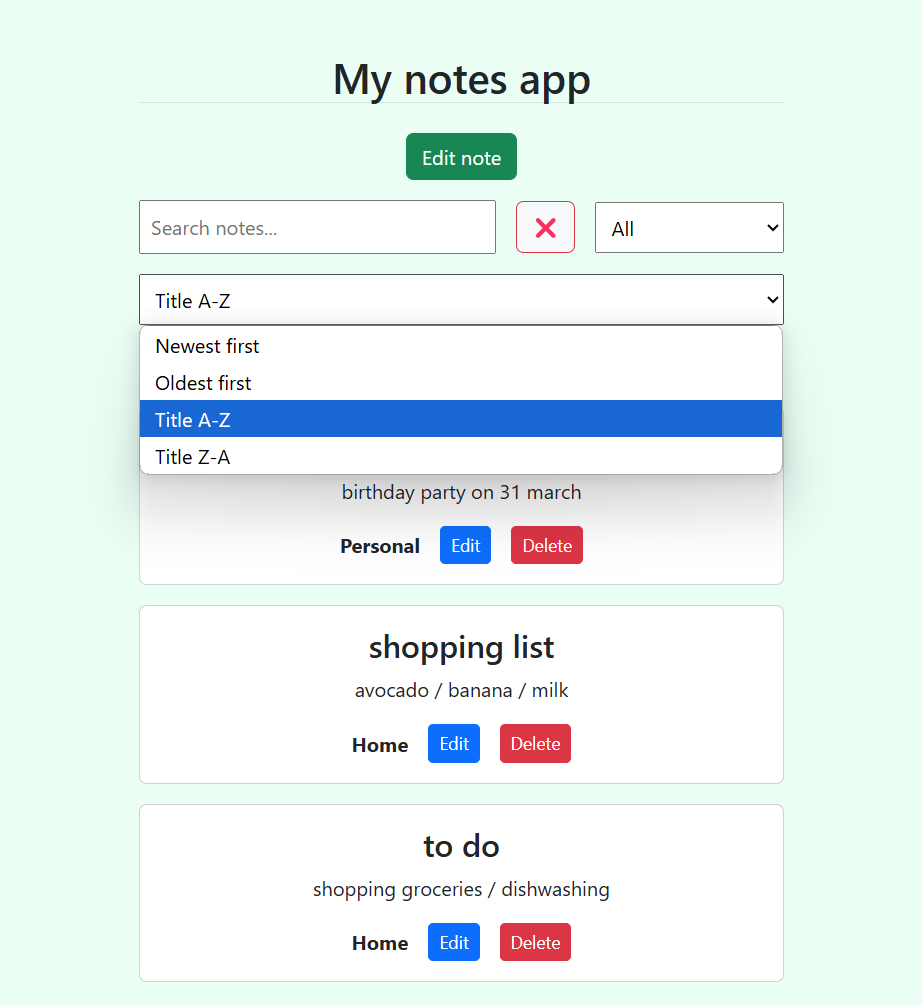 My notes app
Edit note
Search notes... All
Title A-Z
Newest first
Oldest first
Title A-Z
Title Z-A
birthday party on 31 march
Personal Edit Delete
shopping list
avocado / banana / milk
Home Edit Delete
to do
shopping groceries / dishwashing
Home Edit Delete